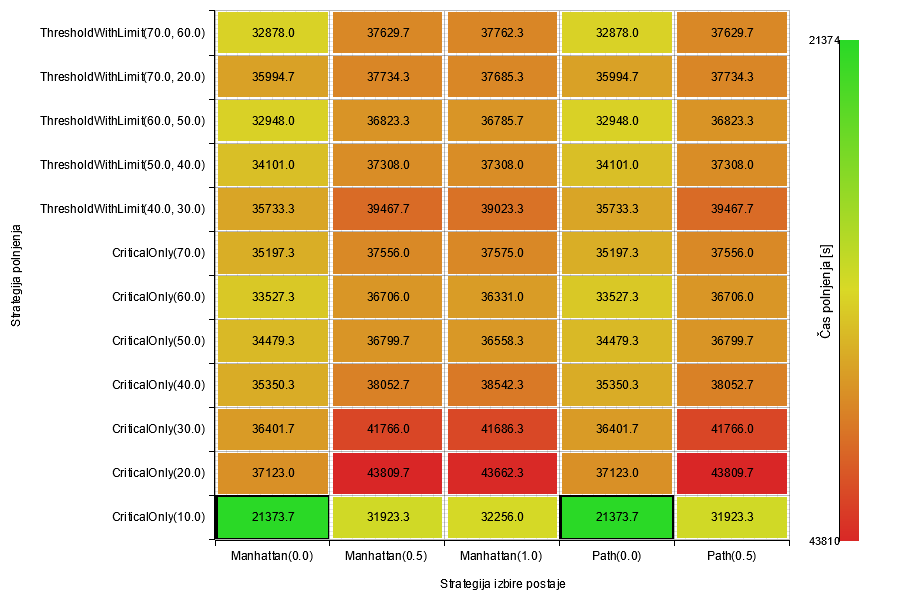 ThresholdWithLimit(70.0, 60.0) 32878.0 37629.7 37762.3 32878.0 37629.7
ThresholdWithLimit(70.0, 20.0) 35994.7 37734.3 37685.3 35994.7 37734.3
ThresholdWithLimit(60.0, 50.0) 32948.0 36823.3 36785.7 32948.0 36823.3
ThresholdWithLimit(50.0, 40.0) 34101.0 37308.0 37308.0 34101.0 37308.0
ThresholdWithLimit(40.0, 30.0) 35733.3 39467.7 39023.3 35733.3 39467.7
CriticalOnly(70.0) 35197.3 37556.0 37575.0 35197.3 37556.0
CriticalOnly(60.0) 33527.3 36706.0 36331.0 33527.3 36706.0
CriticalOnly(50.0) 34479.3 36799.7 36558.3 34479.3 36799.7
CriticalOnly(40.0) 35350.3 38052.7 38542.3 35350.3 38052.7
CriticalOnly(30.0) 36401.7 41766.0 41686.3 36401.7 41766.0
CriticalOnly(20.0) 37123.0 43809.7 43662.3 37123.0 43809.7
CriticalOnly(10.0) 21373.7 31923.3 32256.0 21373.7 31923.3
Manhattan(0.0) Manhattan(0.5) Manhattan(1.0) Path(0.0) Path(0.5)
Strategija izbire postaje
Strategija polnjenja
21374
Čas polnjenja [s]
43810